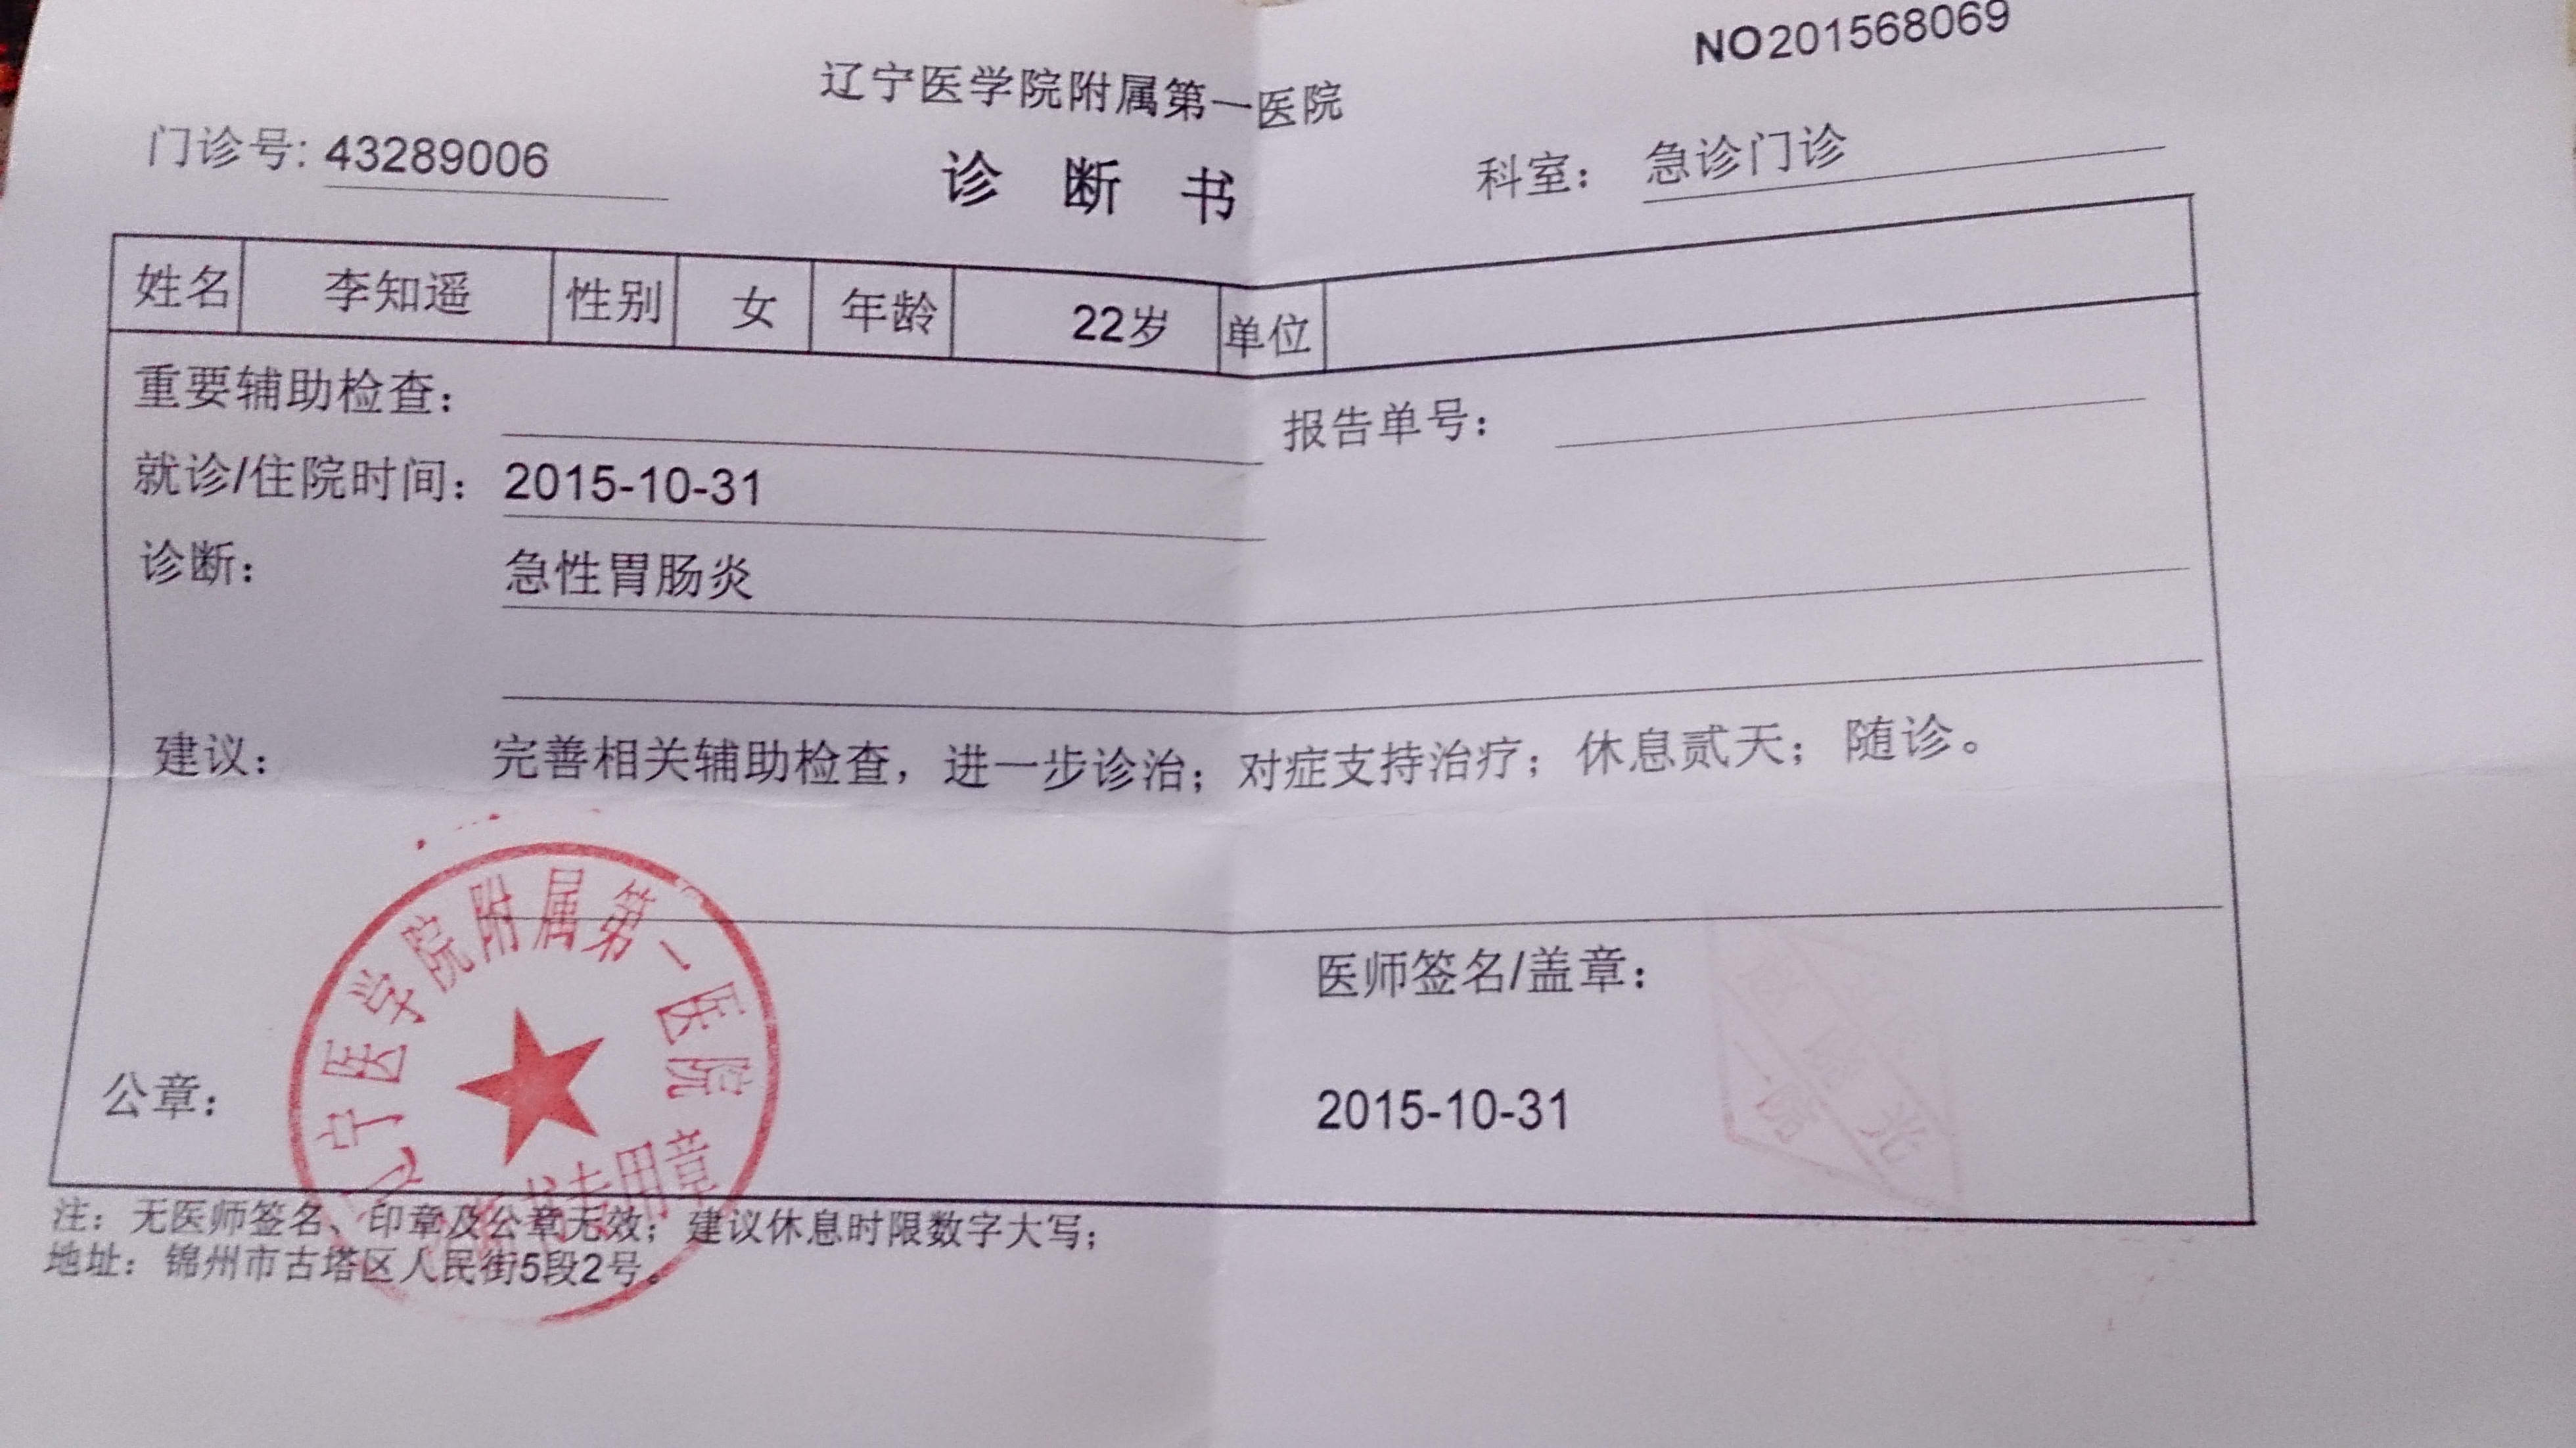 NO201568069
辽宁医学院附属第一医院
门诊号: 43289006
诊 断 书
科室： 急诊门诊
姓名 李知遥 性别 女 年龄 22岁 单位
重要辅助检查：
报告单号：
就诊/住院时间： 2015-10-31
诊断： 急性胃肠炎
建议： 完善相关辅助检查，进一步诊治；对症支持治疗；休息贰天；随诊。
宁医学院附属第一医院
专用章
医师签名/盖章：
公章：
2015-10-31
注：无医师签名、印章及公章无效；建议休息时限数字大写；
地址：锦州市古塔区人民街5段2号。